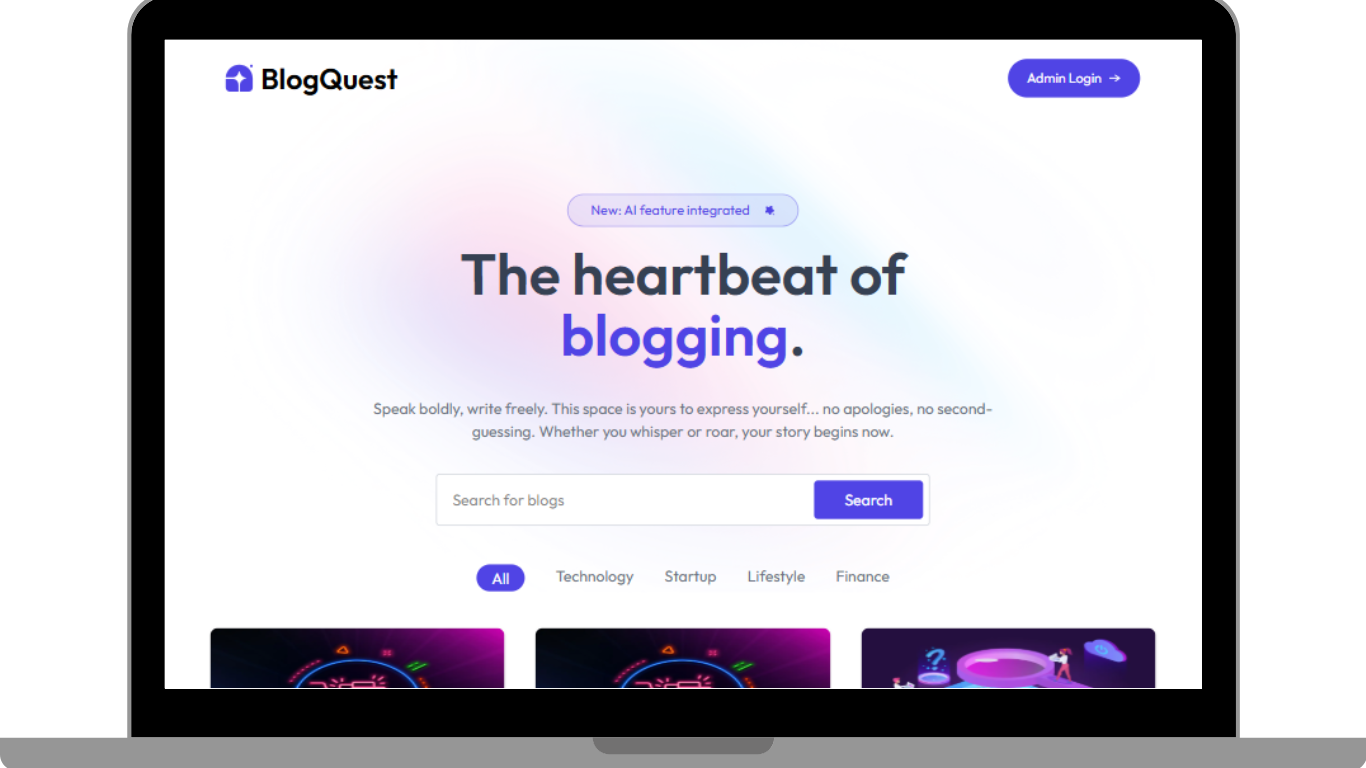 BlogQuest
Admin Login →
New: AI feature integrated
The heartbeat of
blogging.
Speak boldly, write freely. This space is yours to express yourself... no apologies, no second-
guessing. Whether you whisper or roar, your story begins now.
Search for blogs
Search
All
Technology
Startup
Lifestyle
Finance